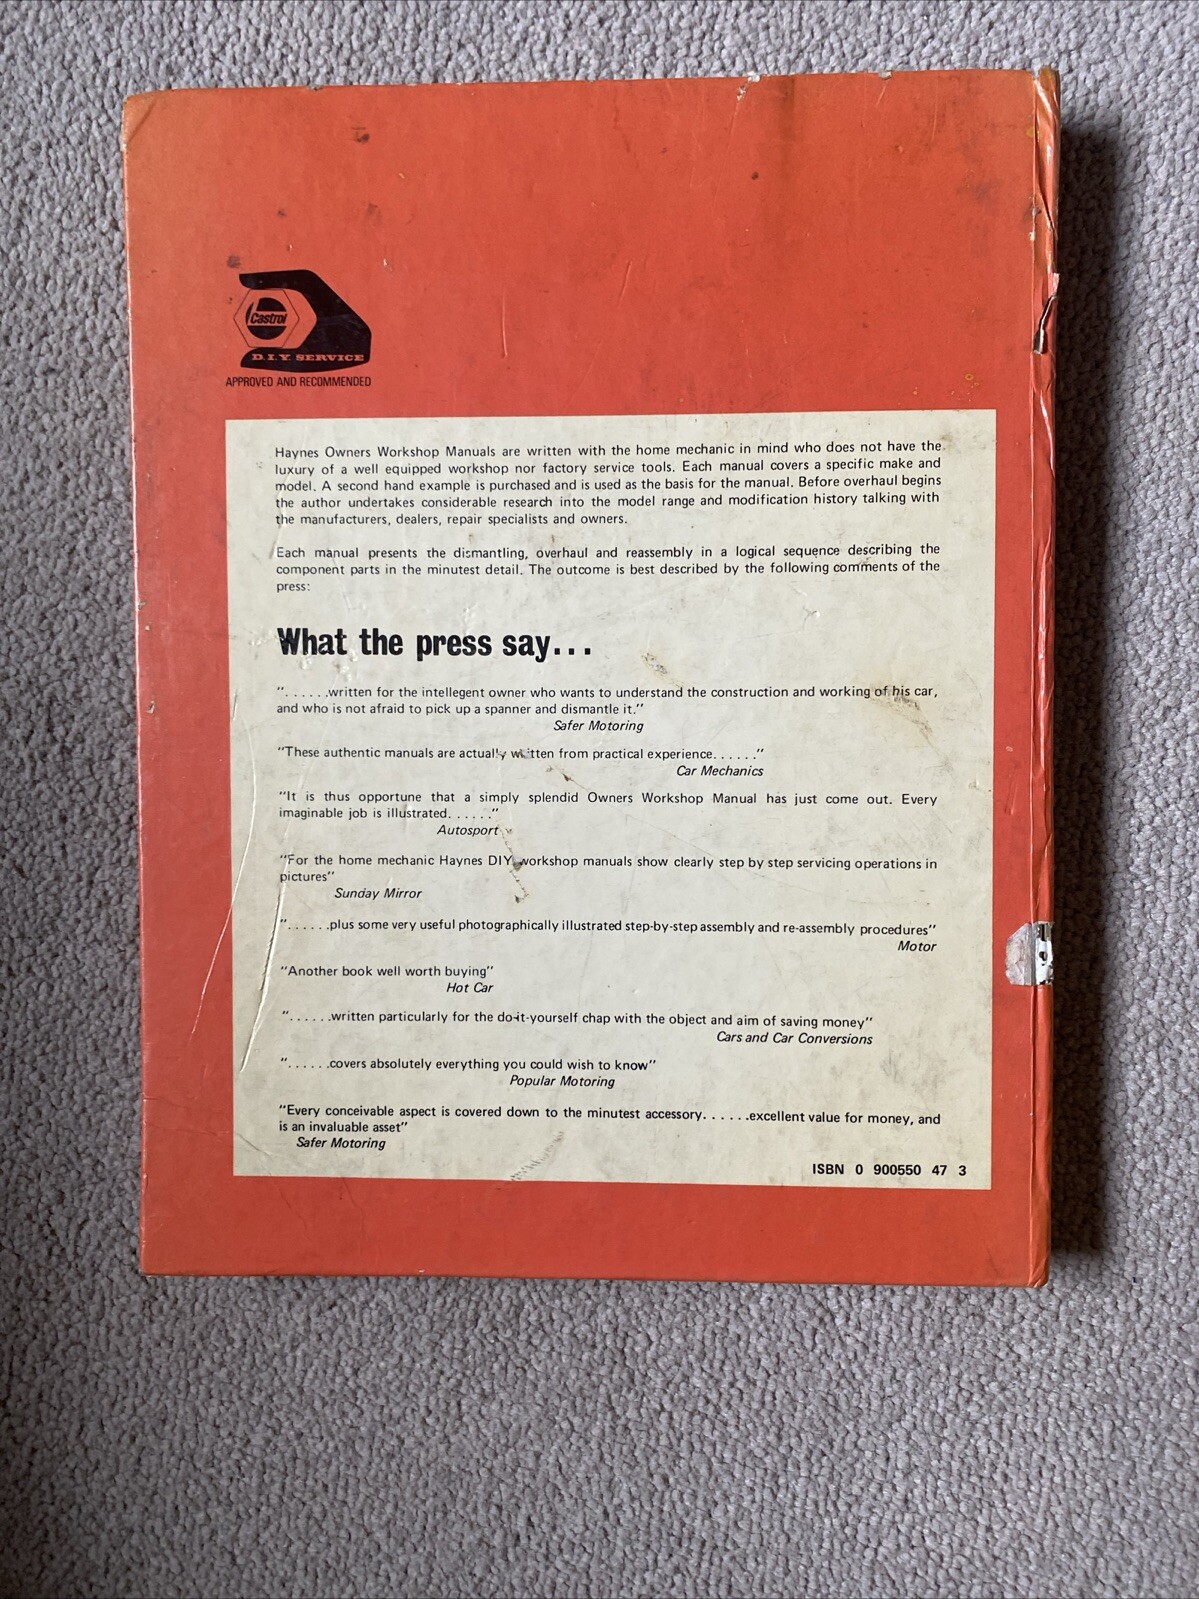 Castrol
D.I.Y. SERVICE
APPROVED AND RECOMMENDED
Haynes Owners Workshop Manuals are written with the home mechanic in mind who does not have the
luxury of a well equipped workshop nor factory service tools. Each manual covers a specific make and
model. A second hand example is purchased and is used as the basis for the manual. Before overhaul begins
the author undertakes considerable research into the model range and modification history talking with
the manufacturers, dealers, repair specialists and owners.
Each manual presents the dismantling, overhaul and reassembly in a logical sequence describing the
component parts in the minutest detail. The outcome is best described by the following comments of the
press:
What the press say...
"......written for the intellegent owner who wants to understand the construction and working of his car,
and who is not afraid to pick up a spanner and dismantle it."
Safer Motoring
"These authentic manuals are actually written from practical experience......"
Car Mechanics
"It is thus opportune that a simply splendid Owners Workshop Manual has just come out. Every
imaginable job is illustrated......"
Autosport
"For the home mechanic Haynes DIY workshop manuals show clearly step by step servicing operations in
pictures"
Sunday Mirror
"......plus some very useful photographically illustrated step-by-step assembly and re-assembly procedures"
Motor
"Another book well worth buying"
Hot Car
"......written particularly for the do-it-yourself chap with the object and aim of saving money"
Cars and Car Conversions
"......covers absolutely everything you could wish to know"
Popular Motoring
"Every conceivable aspect is covered down to the minutest accessory......excellent value for money, and
is an invaluable asset"
Safer Motoring
ISBN 0 900550 47 3